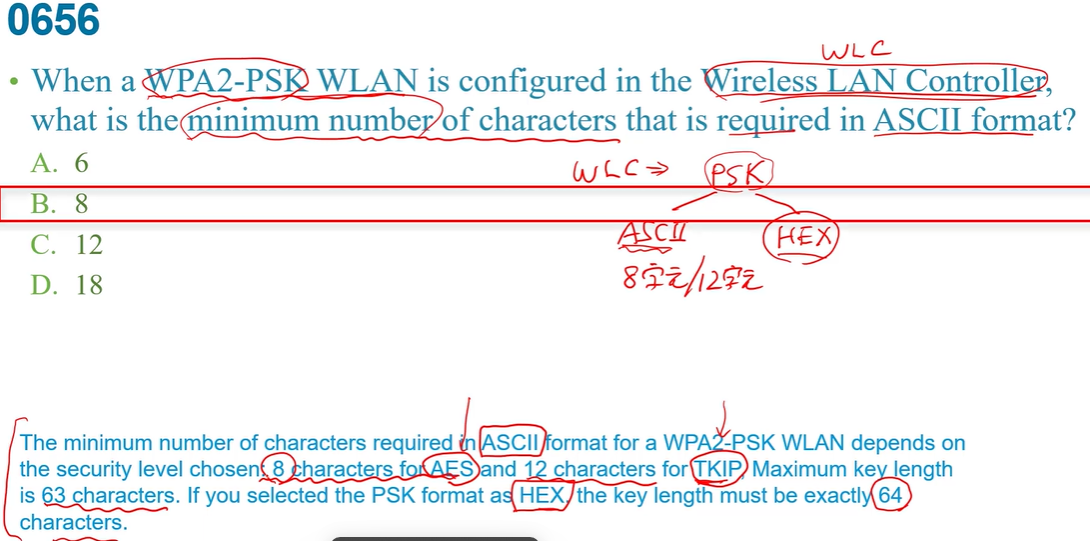 0656
WLC
• When a WPA2-PSK WLAN is configured in the Wireless LAN Controller,
what is the minimum number of characters that is required in ASCII format?
A. 6
WLC ⇒ PSK
B. 8
ASCII HEX
C. 12
8字元/12字元
D. 18
The minimum number of characters required in ASCII format for a WPA2-PSK WLAN depends on
the security level chosen: 8 characters for AES and 12 characters for TKIP. Maximum key length
is 63 characters. If you selected the PSK format as HEX, the key length must be exactly 64
characters.